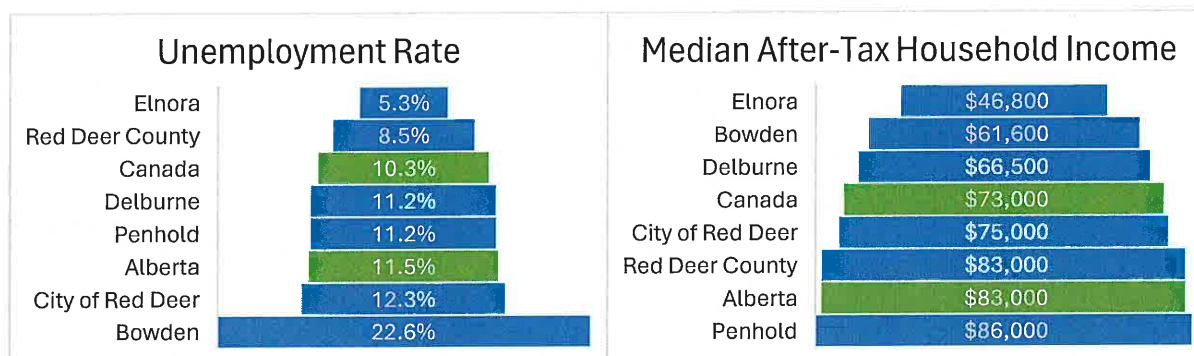 Unemployment Rate
Elnora 5.3%
Red Deer County 8.5%
Canada 10.3%
Delburne 11.2%
Penhold 11.2%
Alberta 11.5%
City of Red Deer 12.3%
Bowden 22.6%
Median After-Tax Household Income
Elnora $46,800
Bowden $61,600
Delburne $66,500
Canada $73,000
City of Red Deer $75,000
Red Deer County $83,000
Alberta $83,000
Penhold $86,000